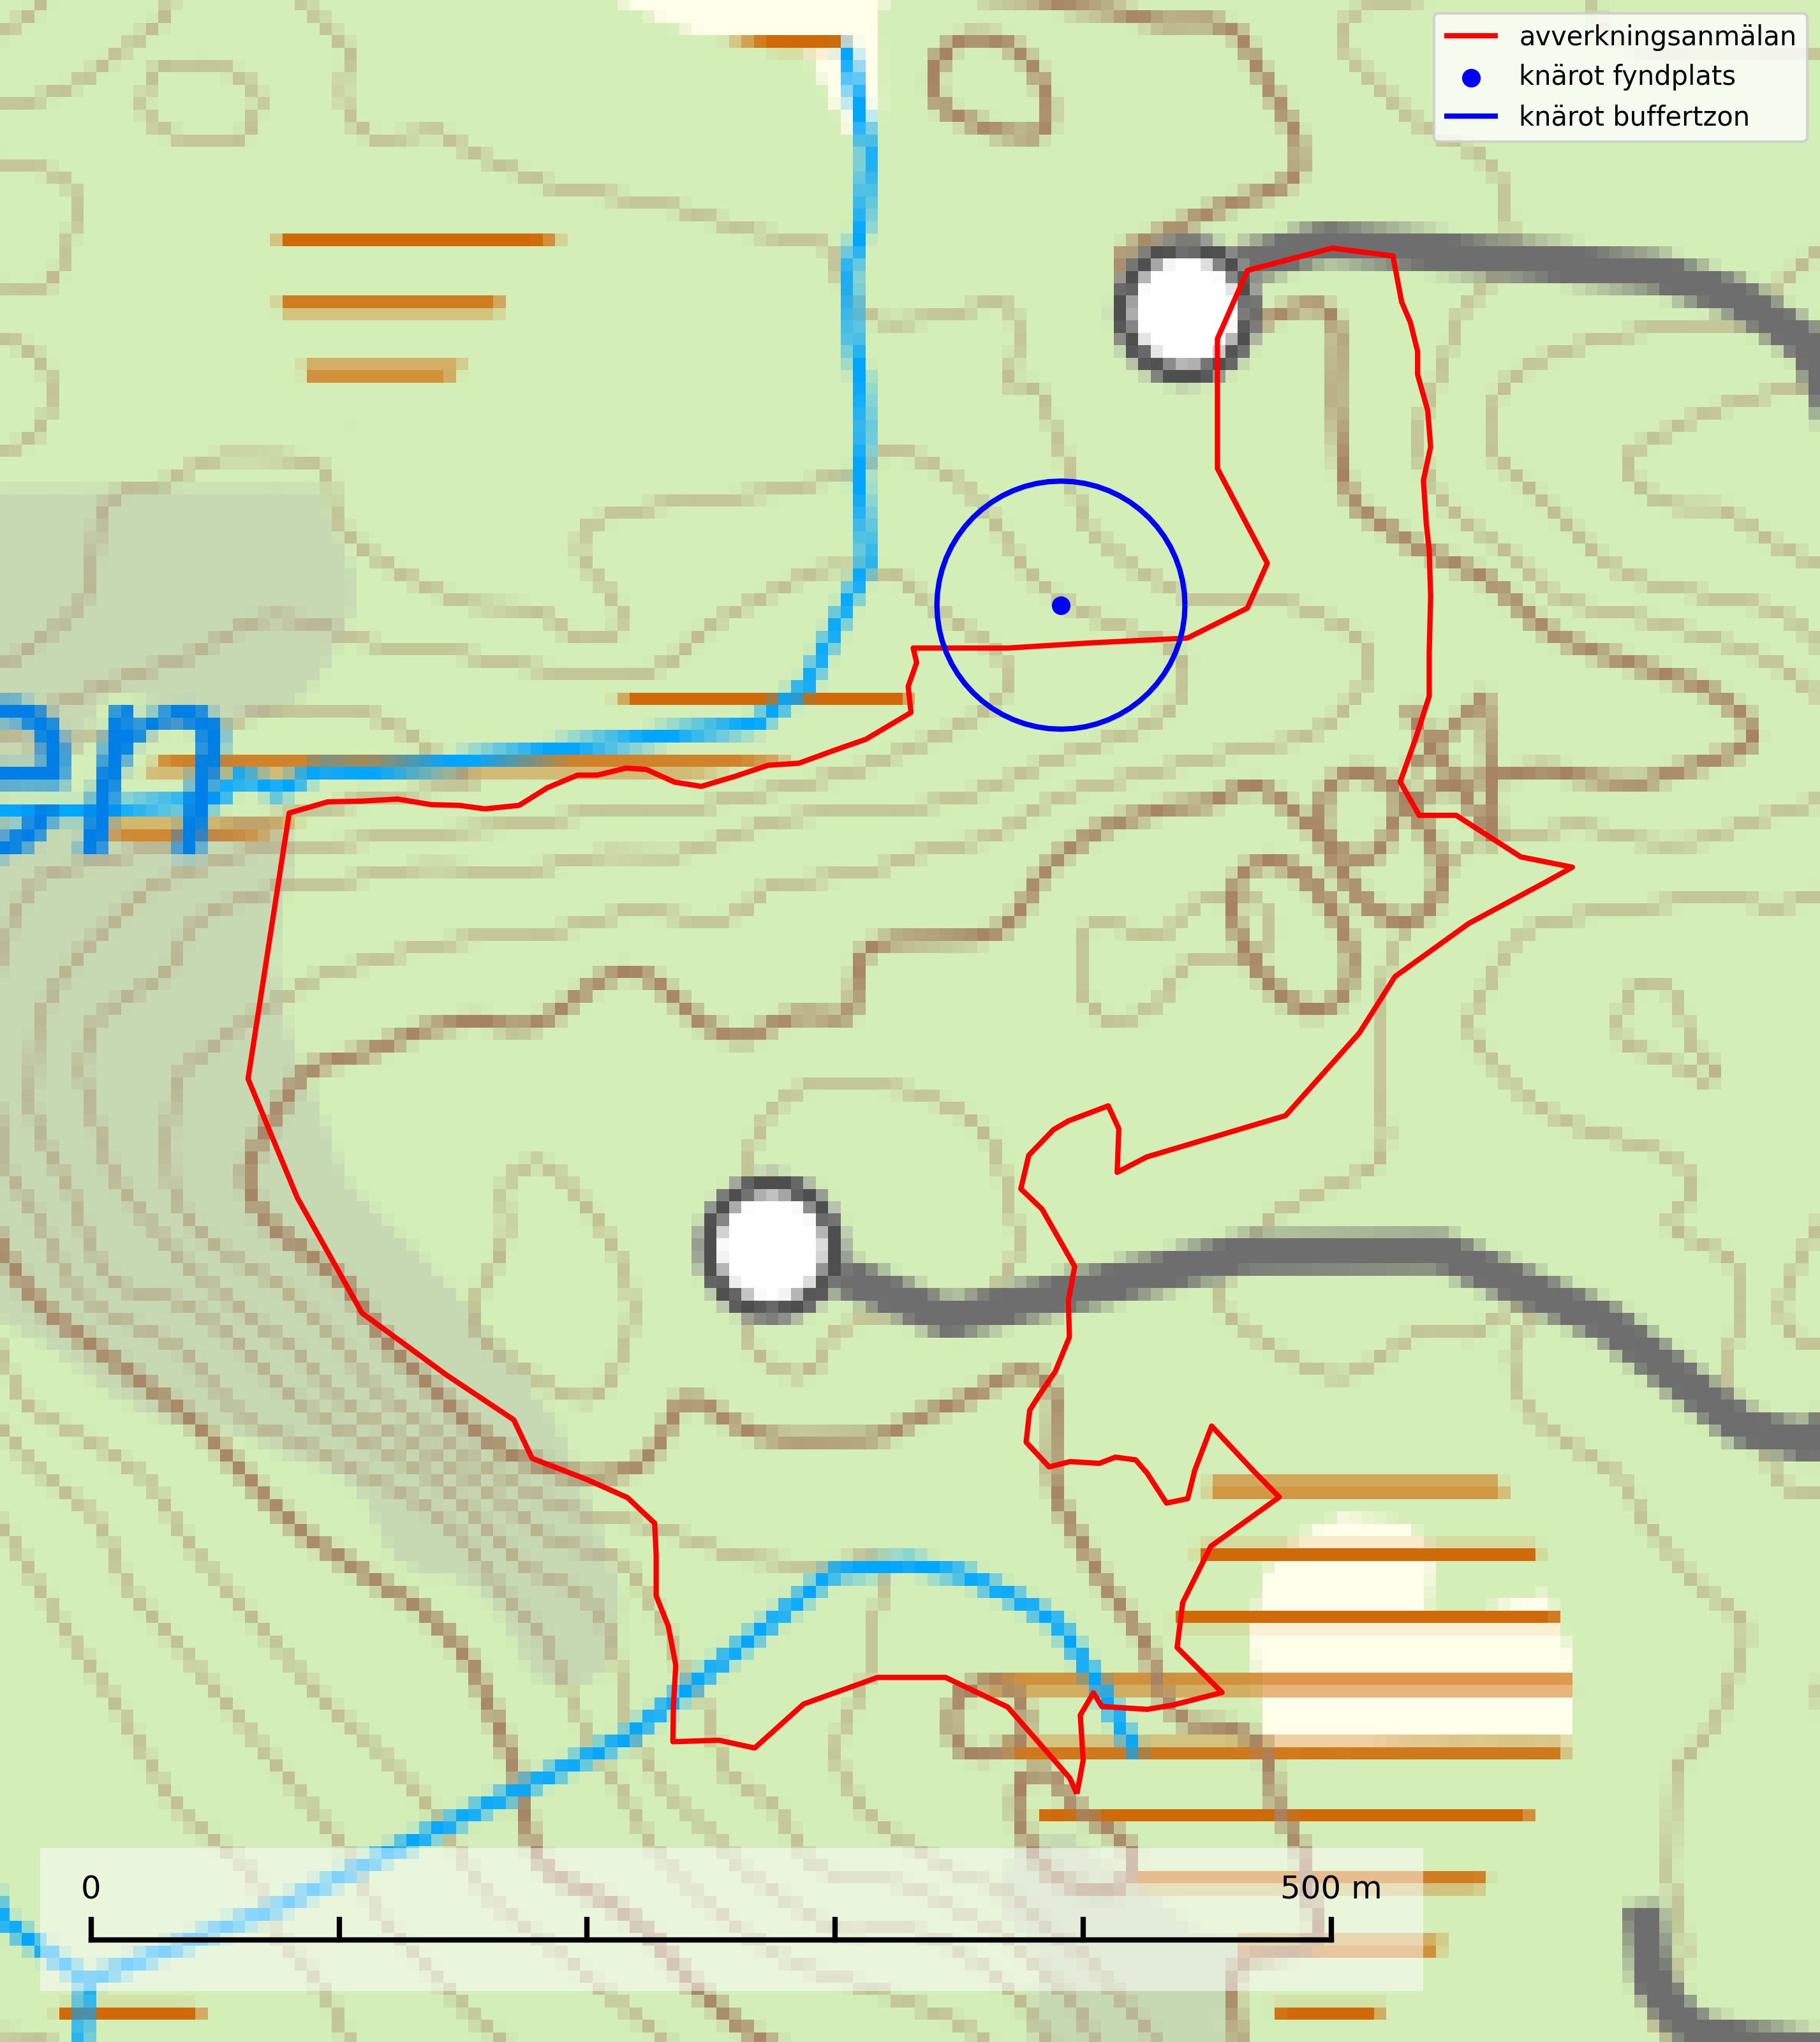 avverkningsanmälan
knärot fyndplats
knärot buffertzon
0
500 m